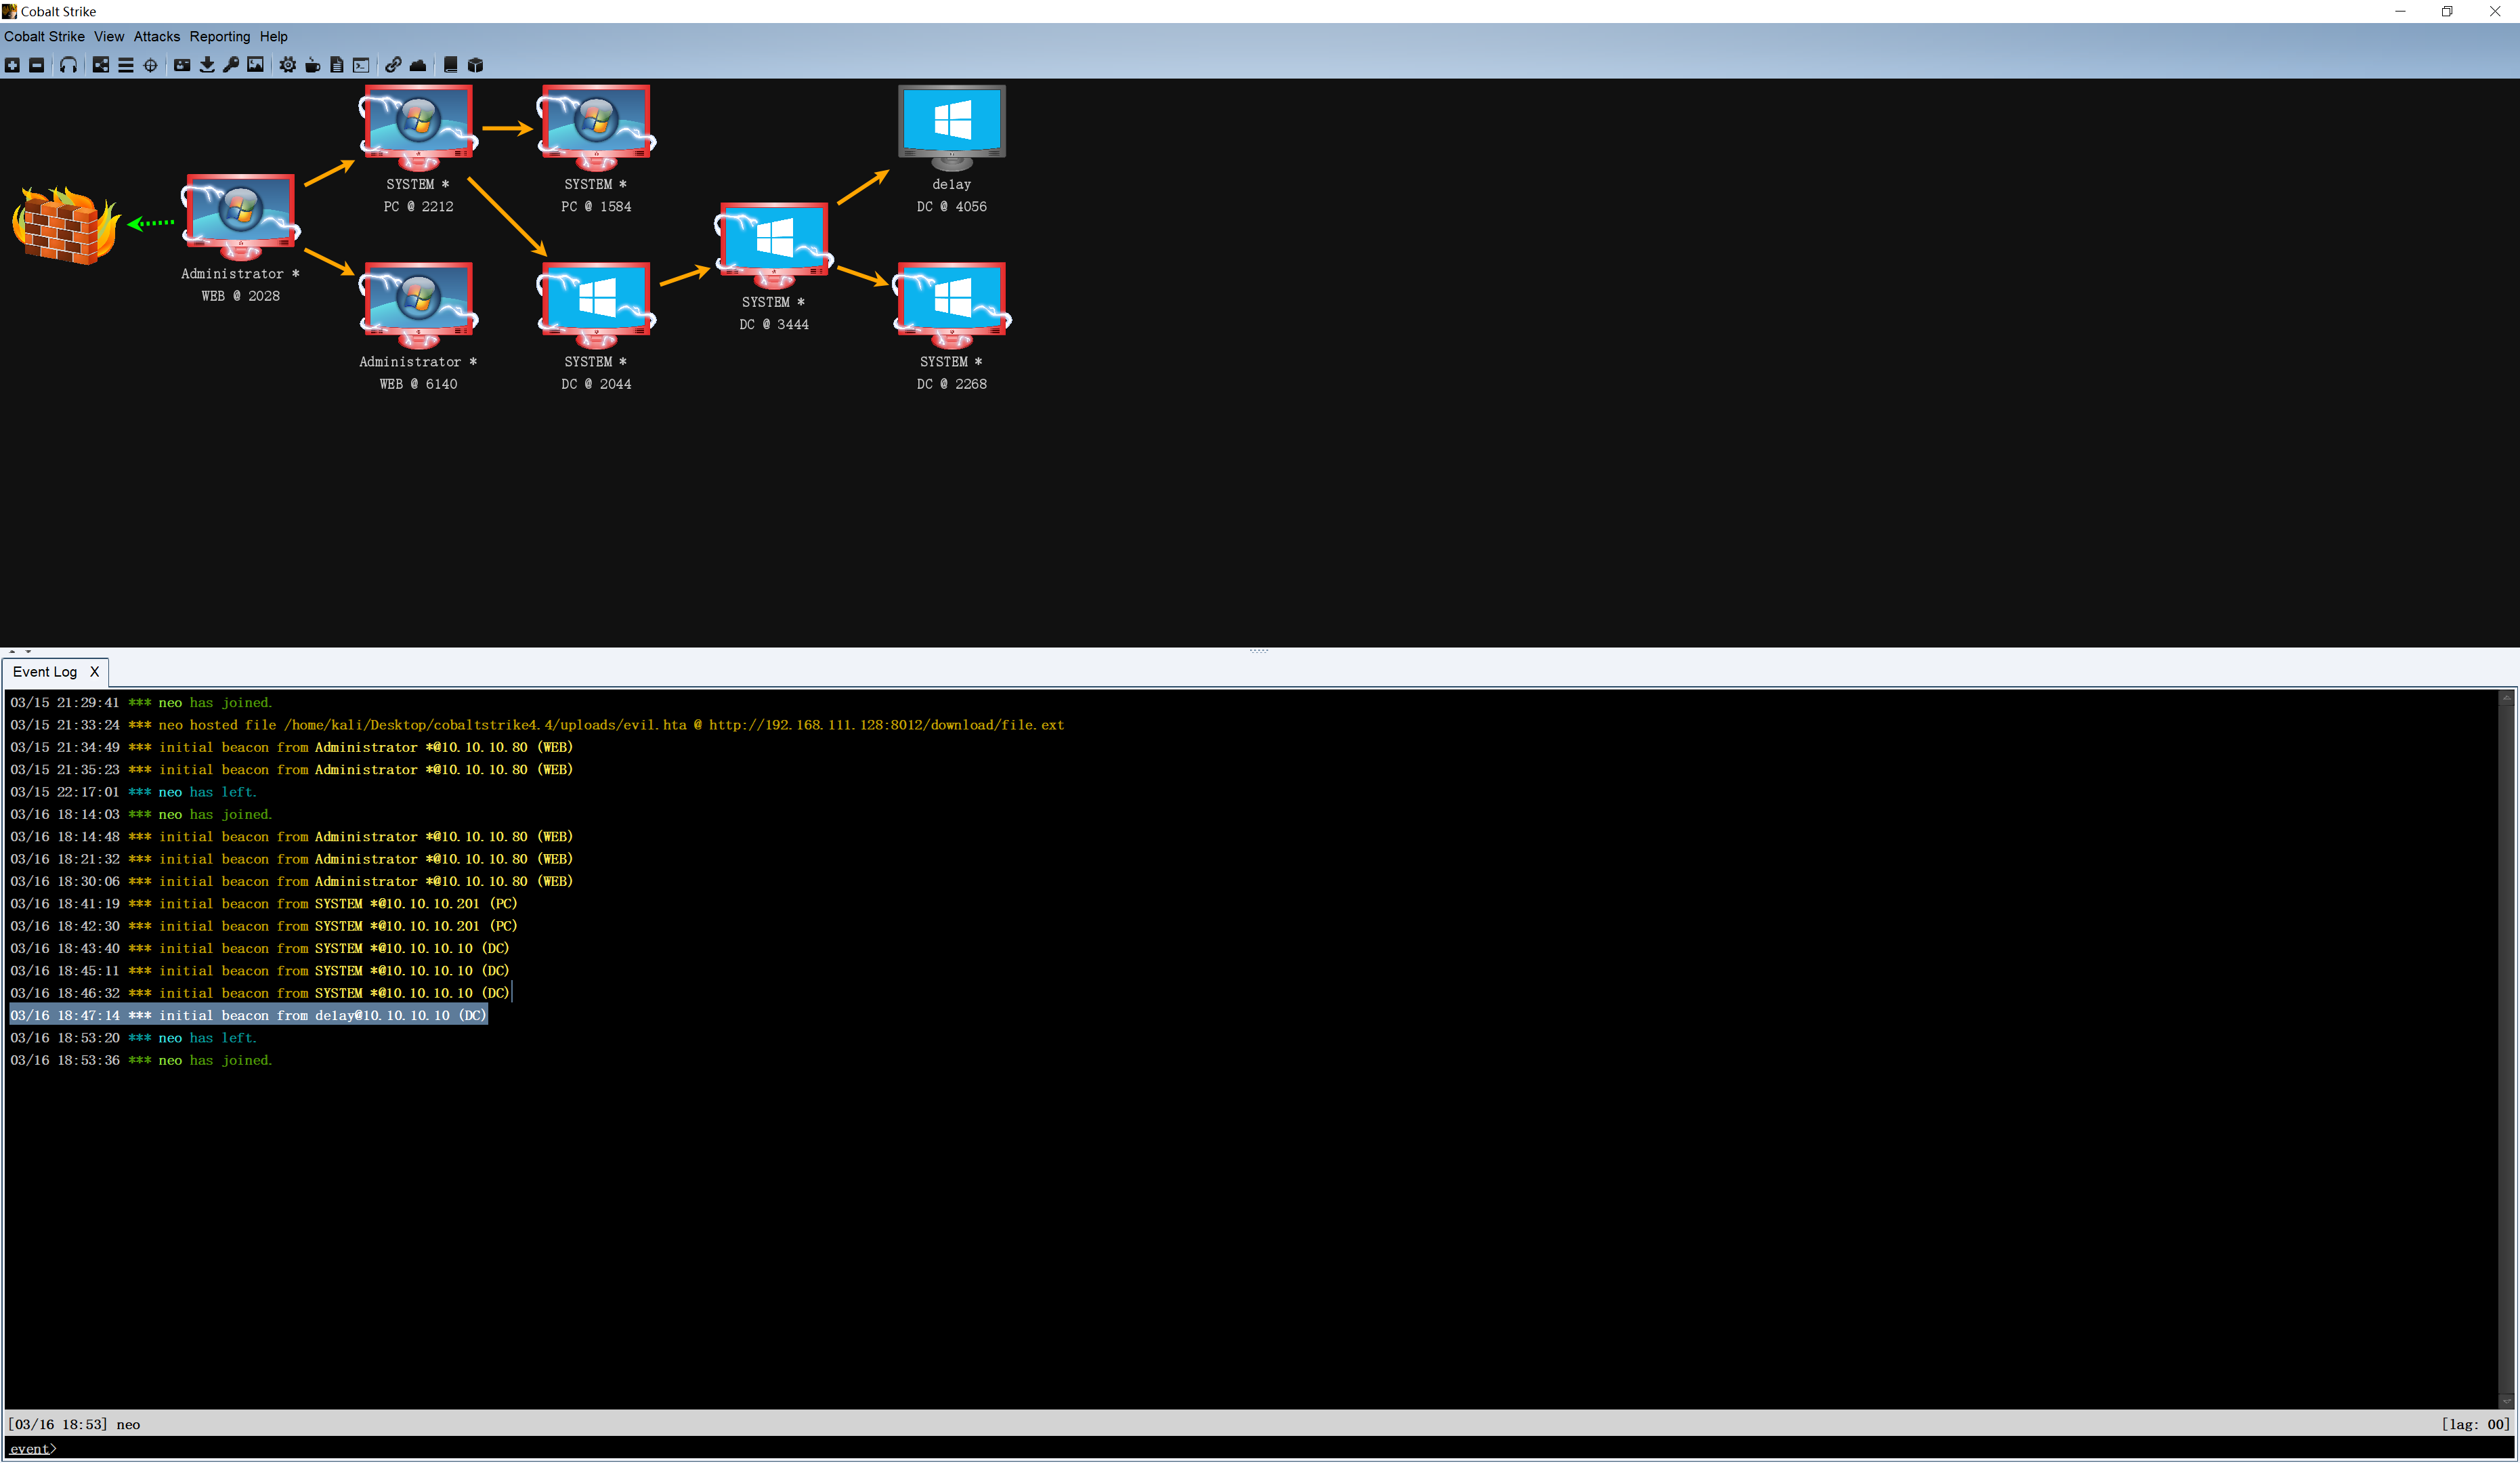 Cobalt Strike
Cobalt Strike View Attacks Reporting Help
SYSTEM *
PC @ 2212
SYSTEM *
PC @ 1584
delay
DC @ 4056
Administrator *
WEB @ 2028
SYSTEM *
DC @ 3444
Administrator *
WEB @ 6140
SYSTEM *
DC @ 2044
SYSTEM *
DC @ 2268
Event Log X
03/15 21:29:41 *** neo has joined.
03/15 21:33:24 *** neo hosted file /home/kali/Desktop/cobaltstrike4.4/uploads/evil.hta @ http://192.168.111.128:8012/download/file.ext
03/15 21:34:49 *** initial beacon from Administrator *@10.10.10.80 (WEB)
03/15 21:35:23 *** initial beacon from Administrator *@10.10.10.80 (WEB)
03/15 22:17:01 *** neo has left.
03/16 18:14:03 *** neo has joined.
03/16 18:14:48 *** initial beacon from Administrator *@10.10.10.80 (WEB)
03/16 18:21:32 *** initial beacon from Administrator *@10.10.10.80 (WEB)
03/16 18:30:06 *** initial beacon from Administrator *@10.10.10.80 (WEB)
03/16 18:41:19 *** initial beacon from SYSTEM *@10.10.10.201 (PC)
03/16 18:42:30 *** initial beacon from SYSTEM *@10.10.10.201 (PC)
03/16 18:43:40 *** initial beacon from SYSTEM *@10.10.10.10 (DC)
03/16 18:45:11 *** initial beacon from SYSTEM *@10.10.10.10 (DC)
03/16 18:46:32 *** initial beacon from SYSTEM *@10.10.10.10 (DC)
03/16 18:47:14 *** initial beacon from delay@10.10.10.10 (DC)
03/16 18:53:20 *** neo has left.
03/16 18:53:36 *** neo has joined.
[03/16 18:53] neo [lag: 00]
event>